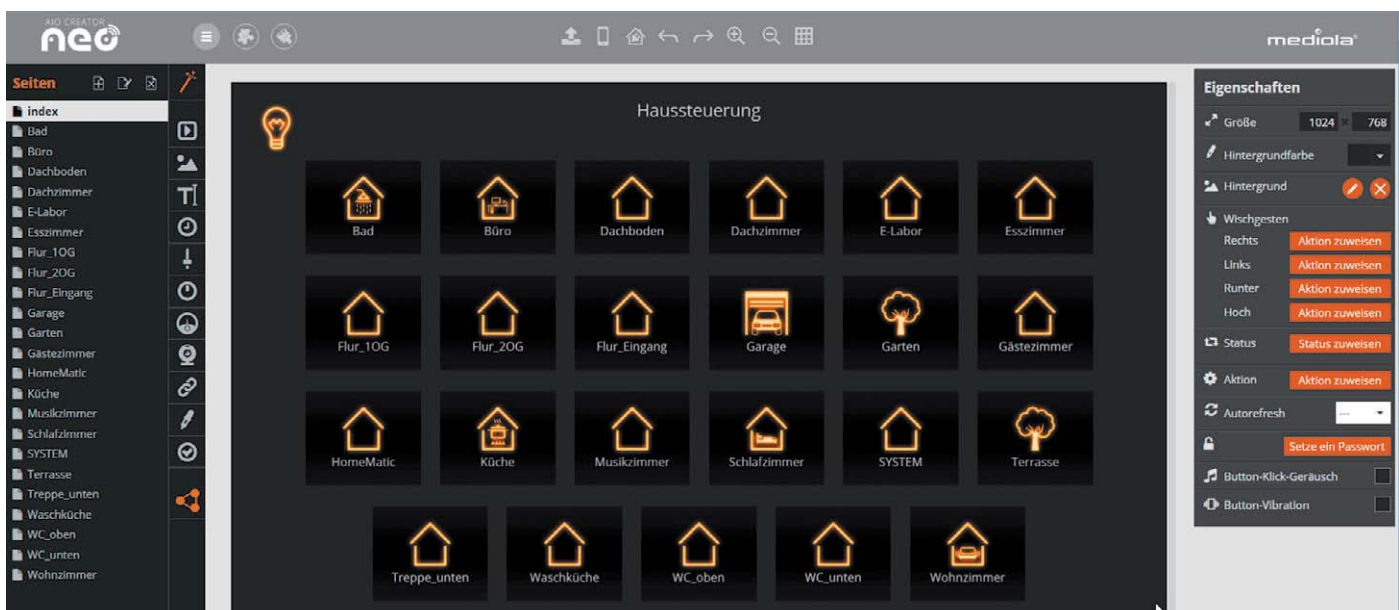 AIO CREATOR
neo
mediola
Seiten
index
Bad
Büro
Dachboden
Dachzimmer
E-Labor
Esszimmer
Flur_1OG
Flur_2OG
Flur_Eingang
Garage
Garten
Gästezimmer
HomeMatic
Küche
Musikzimmer
Schlafzimmer
SYSTEM
Terrasse
Treppe_unten
Waschküche
WC_oben
WC_unten
Wohnzimmer
Haussteuerung
Bad Büro Dachboden Dachzimmer E-Labor Esszimmer
Flur_1OG Flur_2OG Flur_Eingang Garage Garten Gästezimmer
HomeMatic Küche Musikzimmer Schlafzimmer SYSTEM Terrasse
Treppe_unten Waschküche WC_oben WC_unten Wohnzimmer
Eigenschaften
Größe 1024 × 768
Hintergrundfarbe
Hintergrund
Wischgesten
Rechts Aktion zuweisen
Links Aktion zuweisen
Runter Aktion zuweisen
Hoch Aktion zuweisen
Status Status zuweisen
Aktion Aktion zuweisen
Autorefresh ---
Setze ein Passwort
Button-Klick-Geräusch
Button-Vibration